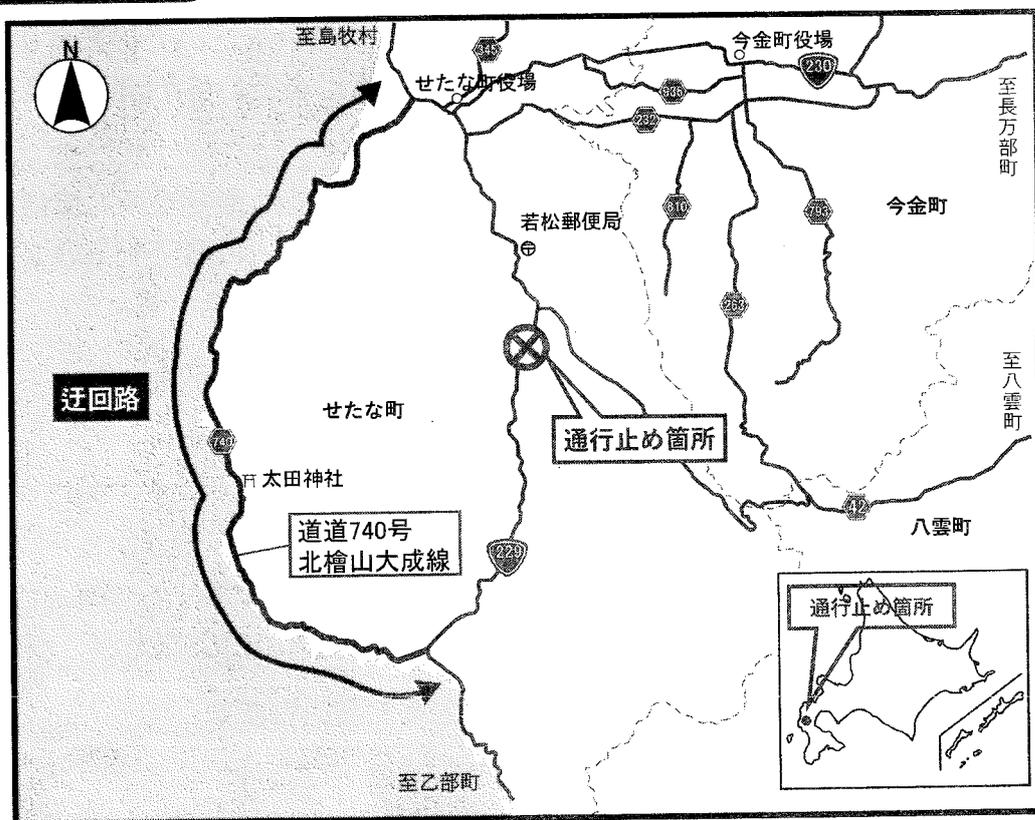 N
至島牧村
345
せたな町役場
今金町役場
230
936
232
至長万部町
若松郵便局
810
793
今金町
263
迂回路
せたな町
通行止め箇所
至八雲町
740
太田神社
道道740号
北檜山大成線
229
42
八雲町
通行止め箇所
至乙部町